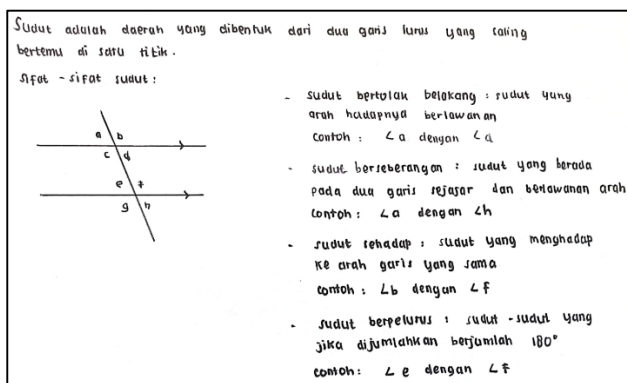 Sudut adalah daerah yang dibentuk dari dua garis lurus yang saling
bertemu di satu titik.
Sifat - sifat sudut :
a b
c d
e f
g h
- sudut bertolak belakang : sudut yang
arah hadapnya berlawanan
contoh : ∠a dengan ∠d
- sudut berseberangan : sudut yang berada
pada dua garis sejajar dan berlawanan arah
contoh : ∠a dengan ∠h
- sudut sehadap : sudut yang menghadap
ke arah garis yang sama
contoh : ∠b dengan ∠f
- sudut berpelurus : sudut - sudut yang
jika dijumlahkan berjumlah 180°
contoh : ∠e dengan ∠f